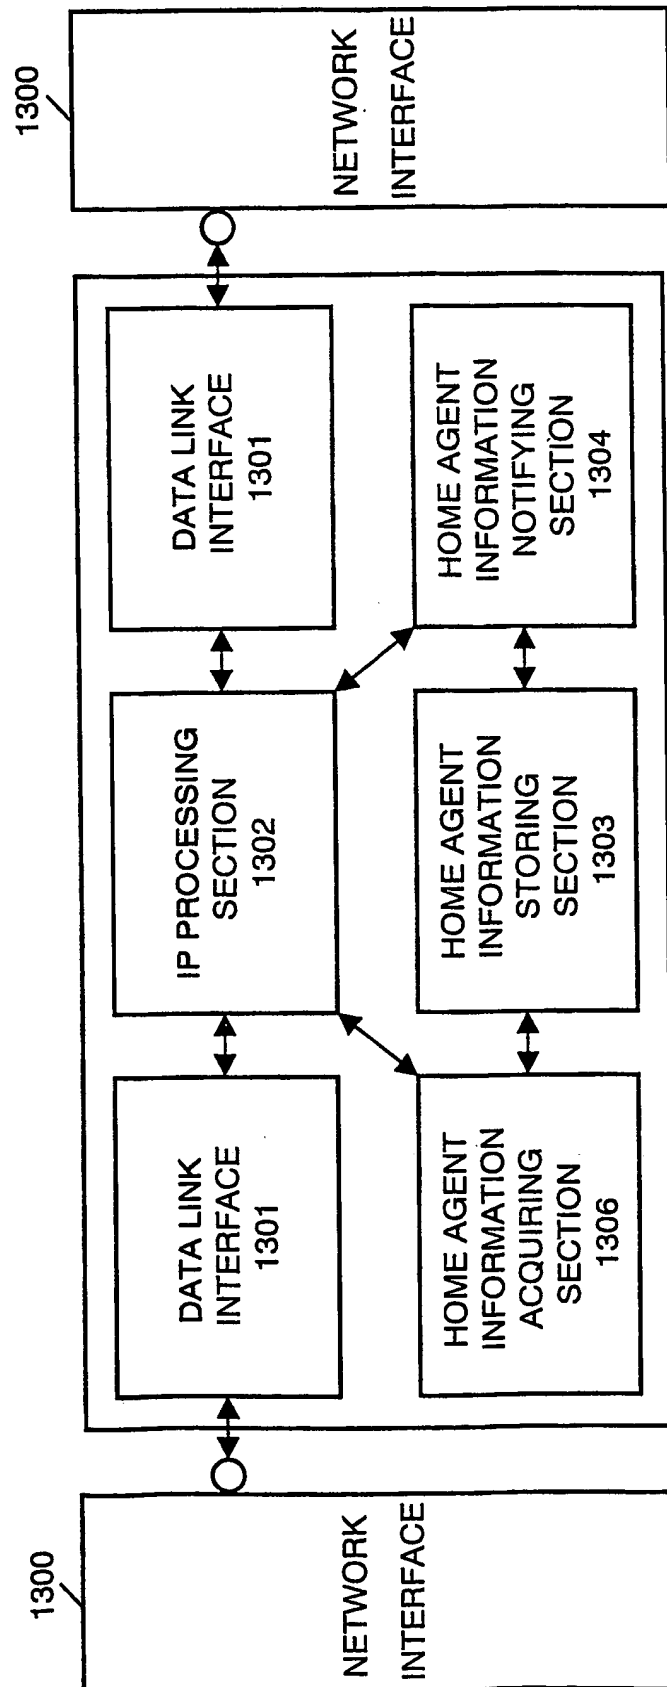 1300
NETWORK
INTERFACE
DATA LINK
INTERFACE
1301
IP PROCESSING
SECTION
1302
DATA LINK
INTERFACE
1301
HOME AGENT
INFORMATION
ACQUIRING
SECTION
1306
HOME AGENT
INFORMATION
STORING
SECTION
1303
HOME AGENT
INFORMATION
NOTIFYING
SECTION
1304
1300
NETWORK
INTERFACE